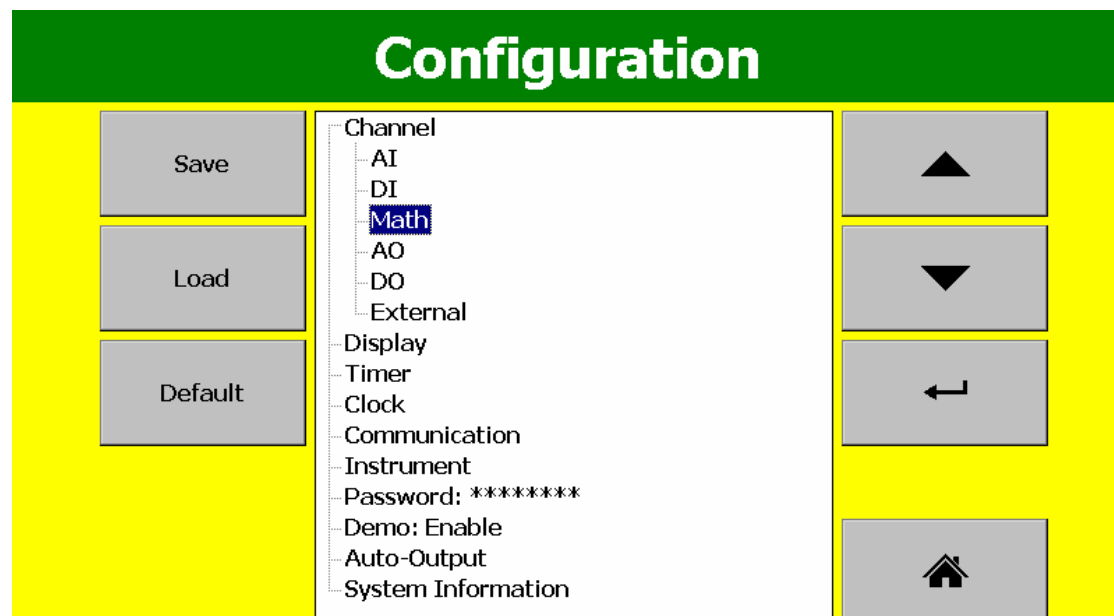 Configuration
Save
Load
Default
Channel
AI
DI
Math
AO
DO
External
Display
Timer
Clock
Communication
Instrument
Password: ********
Demo: Enable
Auto-Output
System Information